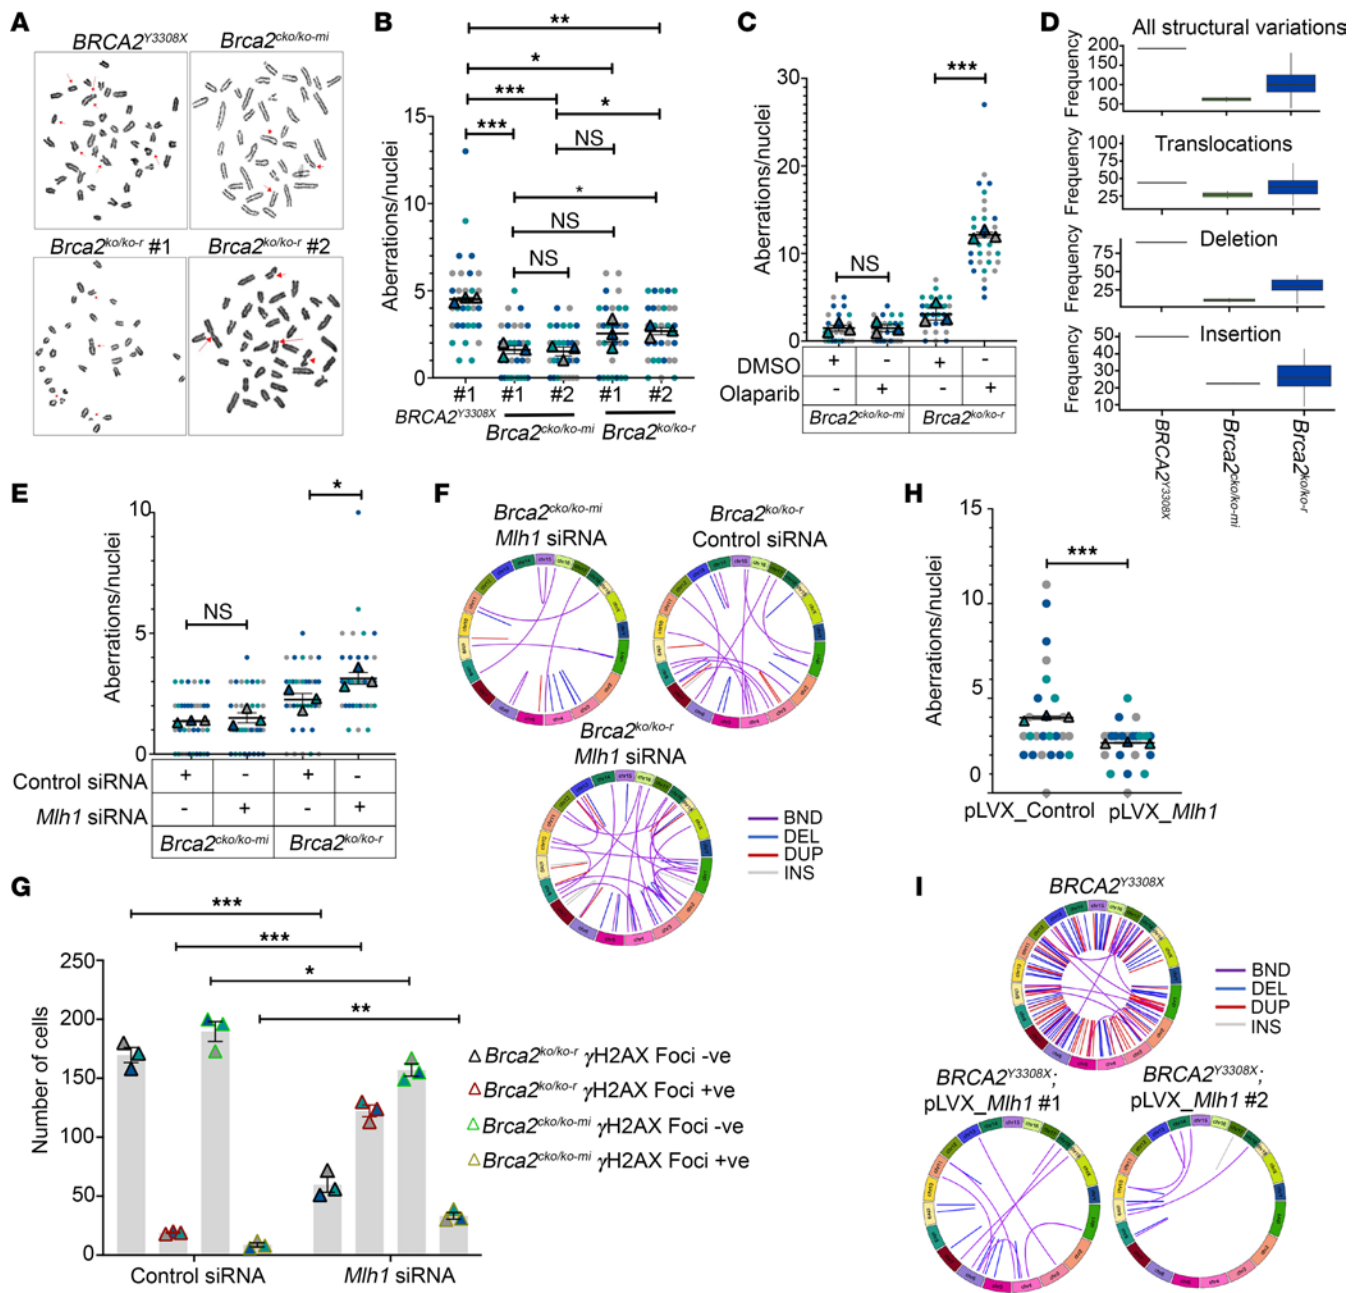 A
BRCA2Y3308X
Brca2cko/ko-mi
Brca2ko/ko-r #1
Brca2ko/ko-r #2
B
**
*
***
*
***
NS
*
NS
NS
Aberrations/nuclei
15
10
5
0
#1
#1
#2
#1
#2
BRCA2Y3308X
Brca2cko/ko-mi
Brca2ko/ko-r
C
***
NS
Aberrations/nuclei
30
20
10
0
DMSO + - + -
Olaparib - + - +
Brca2cko/ko-mi
Brca2ko/ko-r
D
All structural variations
Frequency
200
150
100
50
Translocations
Frequency
75
50
25
Deletion
Frequency
75
50
25
Insertion
Frequency
50
40
30
20
10
BRCA2Y3308X
Brca2cko/ko-mi
Brca2ko/ko-r
E
*
NS
Aberrations/nuclei
10
5
0
Control siRNA + - + -
Mlh1 siRNA - + - +
Brca2cko/ko-mi
Brca2ko/ko-r
F
Brca2cko/ko-mi
Mlh1 siRNA
Brca2ko/ko-r
Control siRNA
Brca2ko/ko-r
Mlh1 siRNA
BND
DEL
DUP
INS
G
***
***
*
**
Number of cells
250
200
150
100
50
0
Control siRNA
Mlh1 siRNA
Brca2ko/ko-r γH2AX Foci -ve
Brca2ko/ko-r γH2AX Foci +ve
Brca2cko/ko-mi γH2AX Foci -ve
Brca2cko/ko-mi γH2AX Foci +ve
H
***
Aberrations/nuclei
15
10
5
0
pLVX_Control
pLVX_Mlh1
I
BRCA2Y3308X
BND
DEL
DUP
INS
BRCA2Y3308X;
pLVX_Mlh1 #1
BRCA2Y3308X;
pLVX_Mlh1 #2